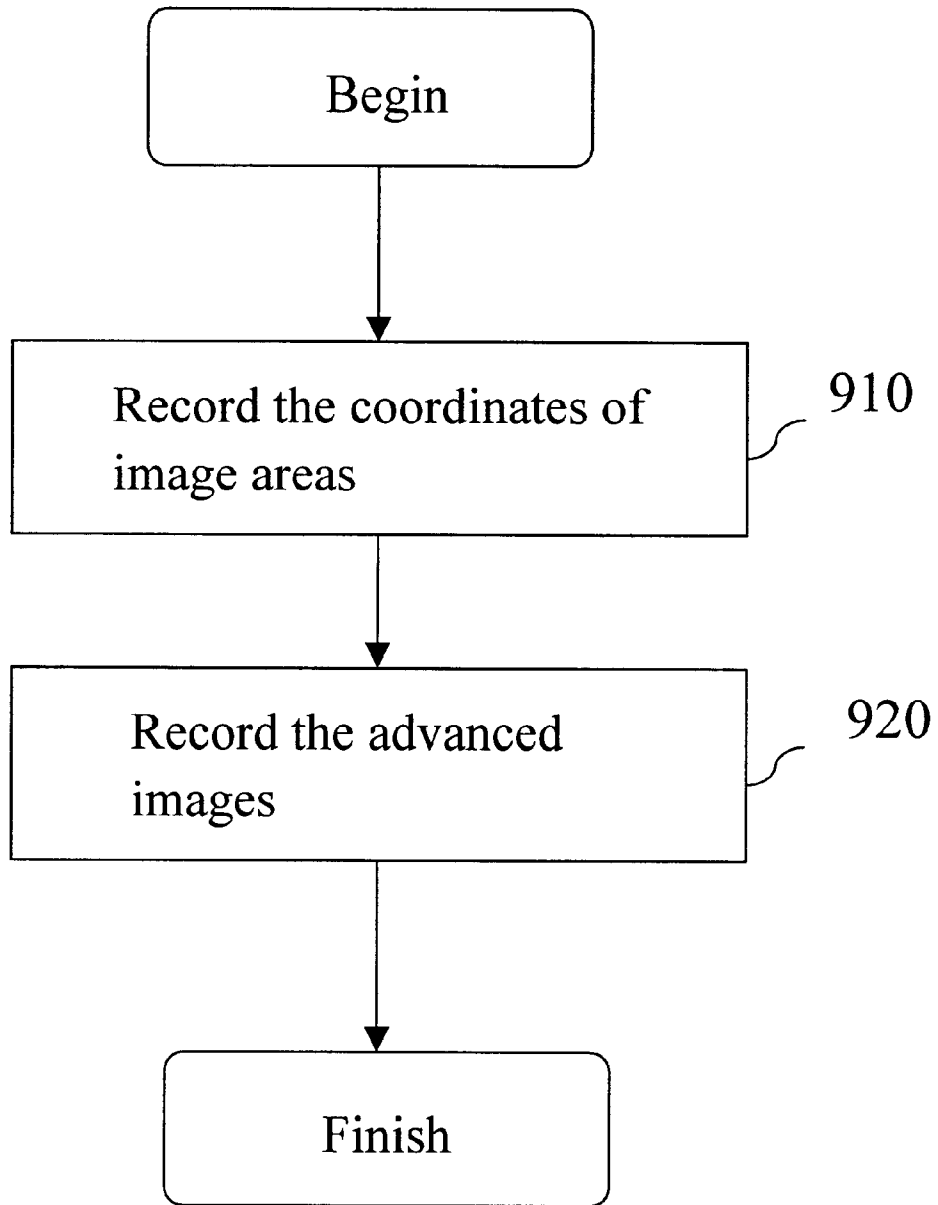 Begin
Record the coordinates of
image areas
910
Record the advanced
images
920
Finish